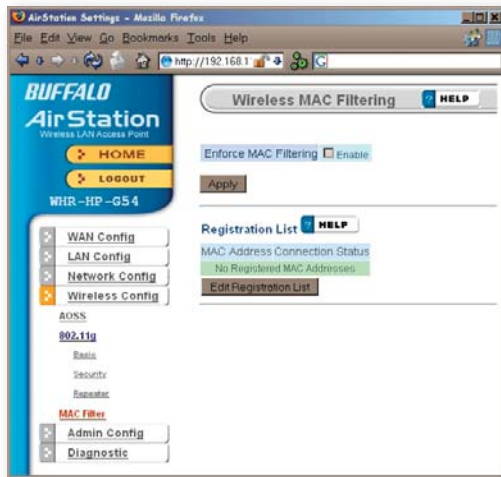 AirStation Settings - Mozilla Firefox
File Edit View Go Bookmarks Tools Help
http://192.168.1
G
BUFFALO
AirStation
Wireless LAN Access Point
HOME
LOGOUT
WHR-HP-G54
WAN Config
LAN Config
Network Config
Wireless Config
AOSS
802.11g
Basic
Security
Repeater
MAC Filter
Admin Config
Diagnostic
Wireless MAC Filtering ? HELP
Enforce MAC Filtering Enable
Apply
Registration List ? HELP
MAC Address Connection Status
No Registered MAC Addresses
Edit Registration List